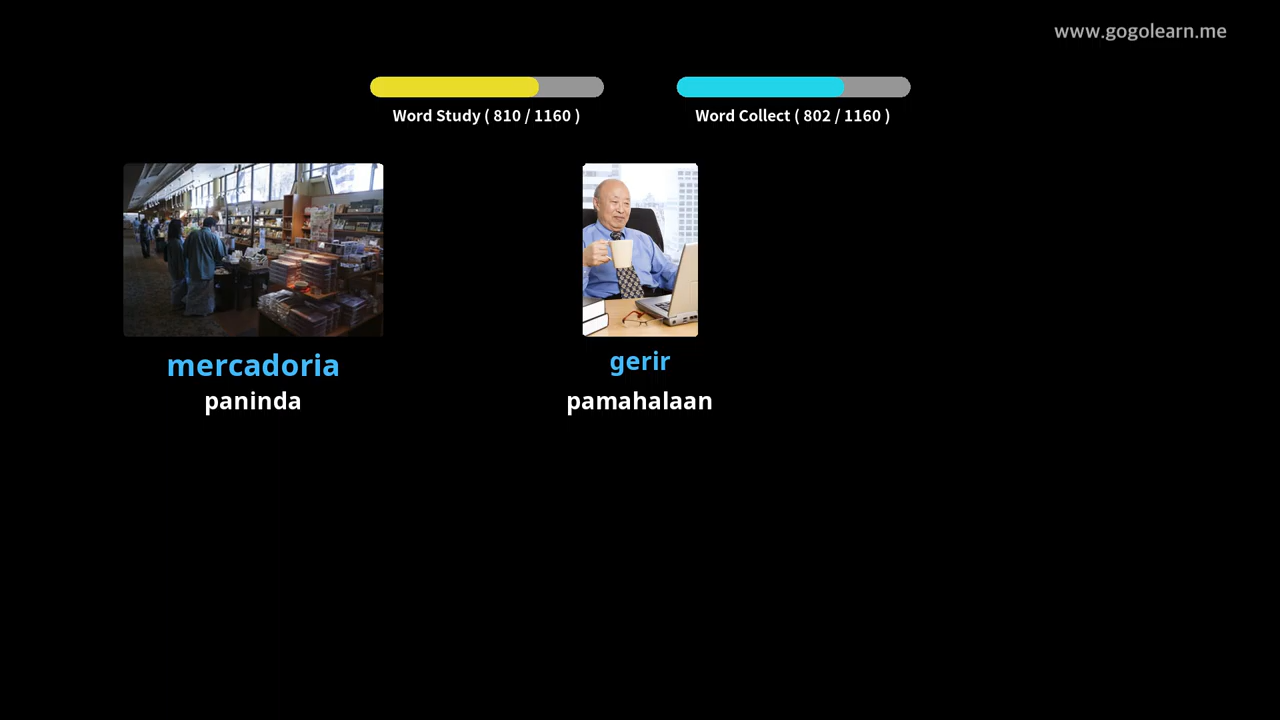 www.gogolearn.me
Word Study ( 810 / 1160 )
Word Collect ( 802 / 1160 )
mercadoria
paninda
gerir
pamahalaan